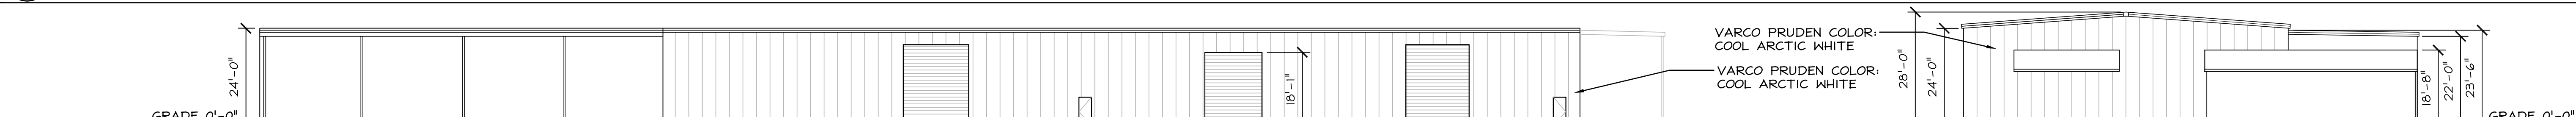 24'-0"
GRADE 0'-0"
18'-1"
VARCO PRUDEN COLOR:
COOL ARCTIC WHITE
VARCO PRUDEN COLOR:
COOL ARCTIC WHITE
28'-0"
24'-0"
18'-8"
22'-0"
23'-6"
GRADE 0'-0"